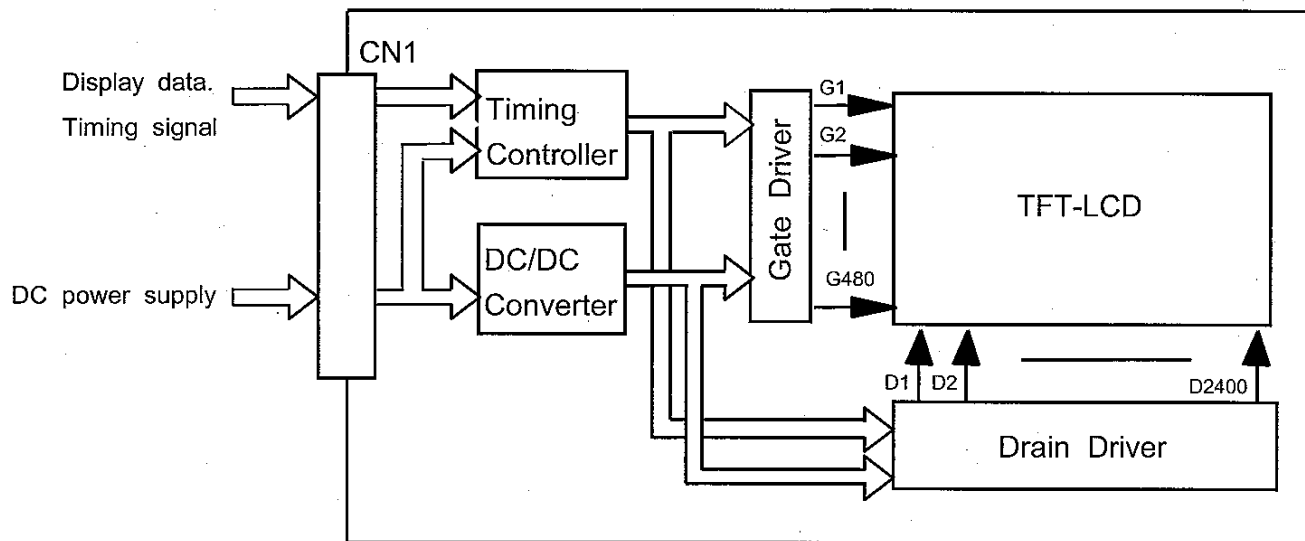 CN1
Display data.
Timing signal
DC power supply
Timing
Controller
DC/DC
Converter
Gate Driver
G1
G2
G480
TFT-LCD
D1
D2
D2400
Drain Driver